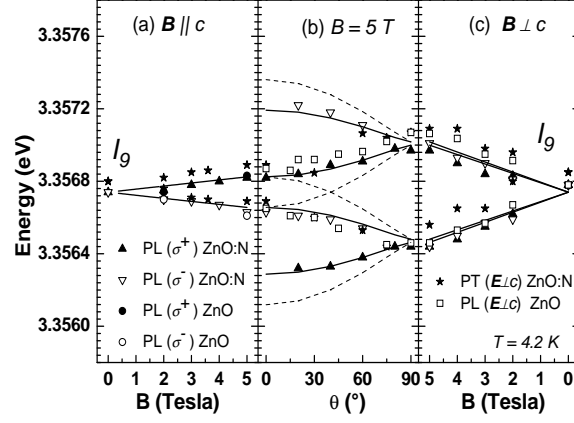 (a) B || c
(b) B = 5 T
(c) B ⊥ c
3.3576
3.3572
3.3568
3.3564
3.3560
Energy (eV)
I9
I9
PL (σ+) ZnO:N
PL (σ-) ZnO:N
PL (σ+) ZnO
PL (σ-) ZnO
PT (E⊥c) ZnO:N
PL (E⊥c) ZnO
T = 4.2 K
0 1 2 3 4 5
0 30 60 90
5 4 3 2 1 0
B (Tesla)
θ (°)
B (Tesla)